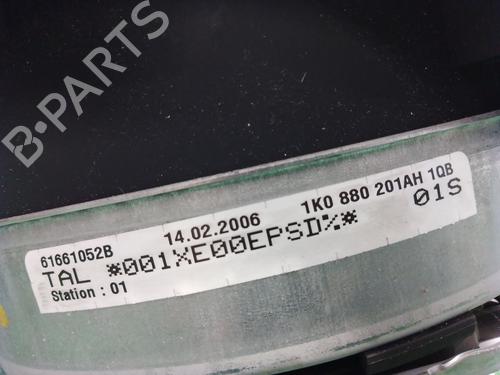 B-PARTS
61661052B 14.02.2006 1K0 880 201AH 1QB
TAL *001XE00EPSD%* 01S
Station : 01